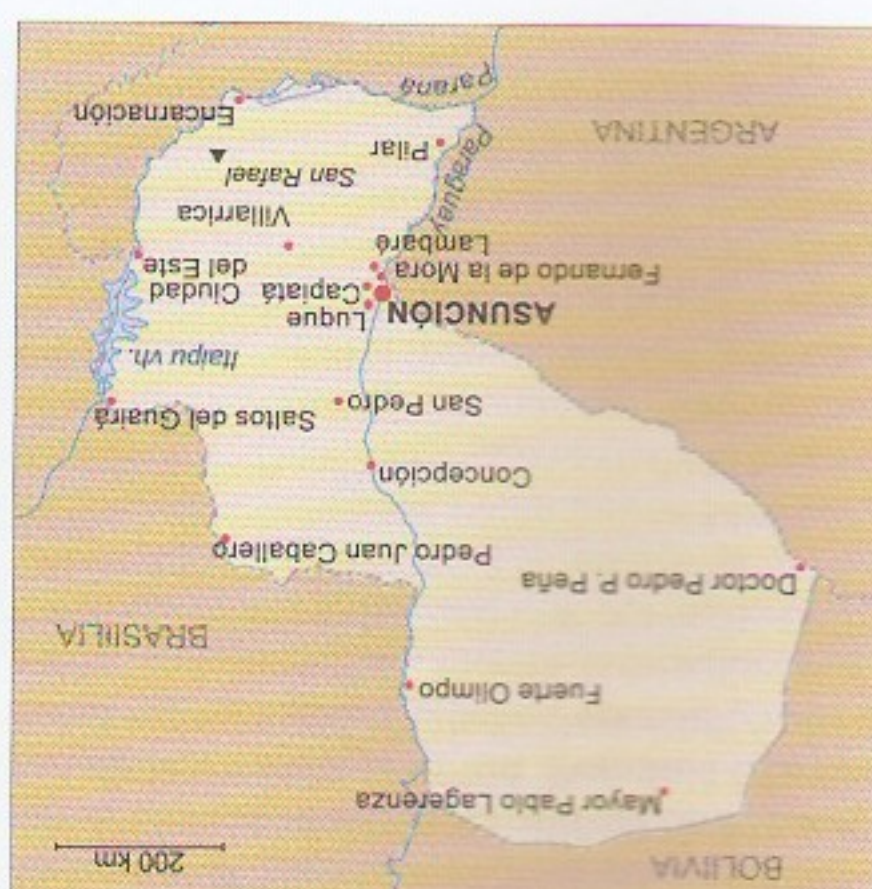 BOLIIVIA
200 km
Mayor Pablo Lagerenza
Fuerte Olimpo
BRASIILIA
Doctor Pedro P. Peña
Pedro Juan Caballero
Concepción
San Pedro
Saltos del Guairá
Itaipu vh.
ASUNCIÓN
Luque
Capiatá
Ciudad
del Este
Fernando de la Mora
Lambaré
Villarrica
Paraguay
San Rafael
Pilar
ARGENTINA
Encarnación
Paraná